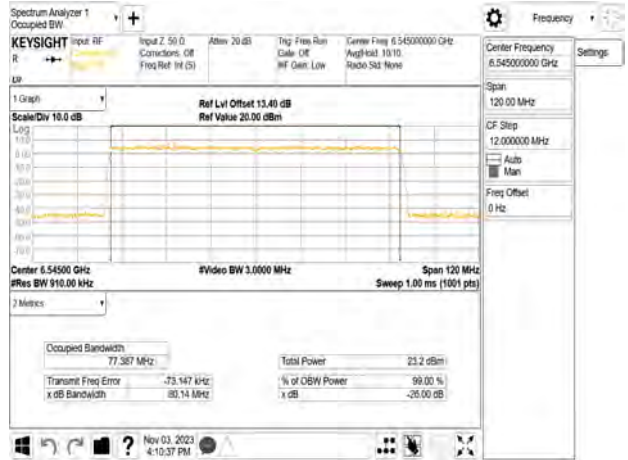 Spectrum Analyzer 1
Occupied BW
+
Frequency
KEYSIGHT Input: RF
Input Z: 50 Ω
Atten: 20 dB
Trig: Free Run
Center Freq: 6.545000000 GHz
R
Corrections: Off
Gate: Off
Avg|Hold: 10/10
Freq Ref: Int (S)
#IF Gain: Low
Radio Std: None
Center Frequency
6.545000000 GHz
Settings
Span
120.00 MHz
CF Step
12.000000 MHz
Auto
Man
Freq Offset
0 Hz
1 Graph
Scale/Div 10.0 dB
Ref Lvl Offset 13.40 dB
Ref Value 20.00 dBm
Log
Center 6.54500 GHz
#Res BW 910.00 kHz
#Video BW 3.0000 MHz
Span 120 MHz
Sweep 1.00 ms (1001 pts)
2 Metrics
Occupied Bandwidth
77.387 MHz
Total Power 23.2 dBm
Transmit Freq Error -73.147 kHz
% of OBW Power 99.00 %
x dB Bandwidth 80.14 MHz
x dB -26.00 dB
?
Nov 03, 2023
4:10:37 PM